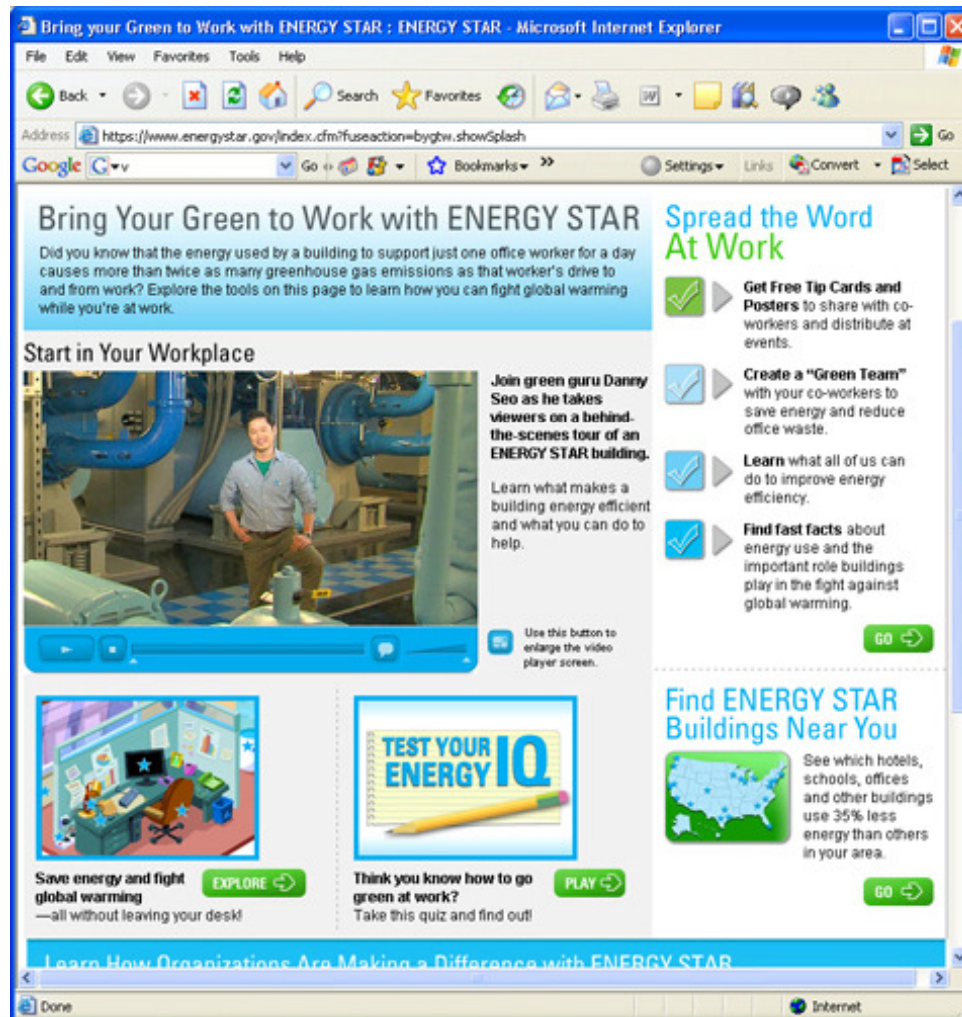 Bring your Green to Work with ENERGY STAR : ENERGY STAR - Microsoft Internet Explorer
File Edit View Favorites Tools Help
Back Search Favorites
Address https://www.energystar.gov/index.cfm?fuseaction=bygtw.showSplash Go
Google G v Go Bookmarks Settings Links Convert Select
Bring Your Green to Work with ENERGY STAR
Did you know that the energy used by a building to support just one office worker for a day
causes more than twice as many greenhouse gas emissions as that worker's drive to
and from work? Explore the tools on this page to learn how you can fight global warming
while you're at work.
Start in Your Workplace
Join green guru Danny
Seo as he takes
viewers on a behind-
the-scenes tour of an
ENERGY STAR building.
Learn what makes a
building energy efficient
and what you can do to
help.
Use this button to
enlarge the video
player screen.
TEST YOUR
ENERGY IQ
Save energy and fight
global warming
—all without leaving your desk!
EXPLORE
Think you know how to go
green at work?
Take this quiz and find out!
PLAY
Spread the Word
At Work
Get Free Tip Cards and
Posters to share with co-
workers and distribute at
events.
Create a “Green Team”
with your co-workers to
save energy and reduce
office waste.
Learn what all of us can
do to improve energy
efficiency.
Find fast facts about
energy use and the
important role buildings
play in the fight against
global warming.
GO
Find ENERGY STAR
Buildings Near You
See which hotels,
schools, offices
and other buildings
use 35% less
energy than others
in your area.
GO
Learn How Organizations Are Making a Difference with ENERGY STAR
Done Internet